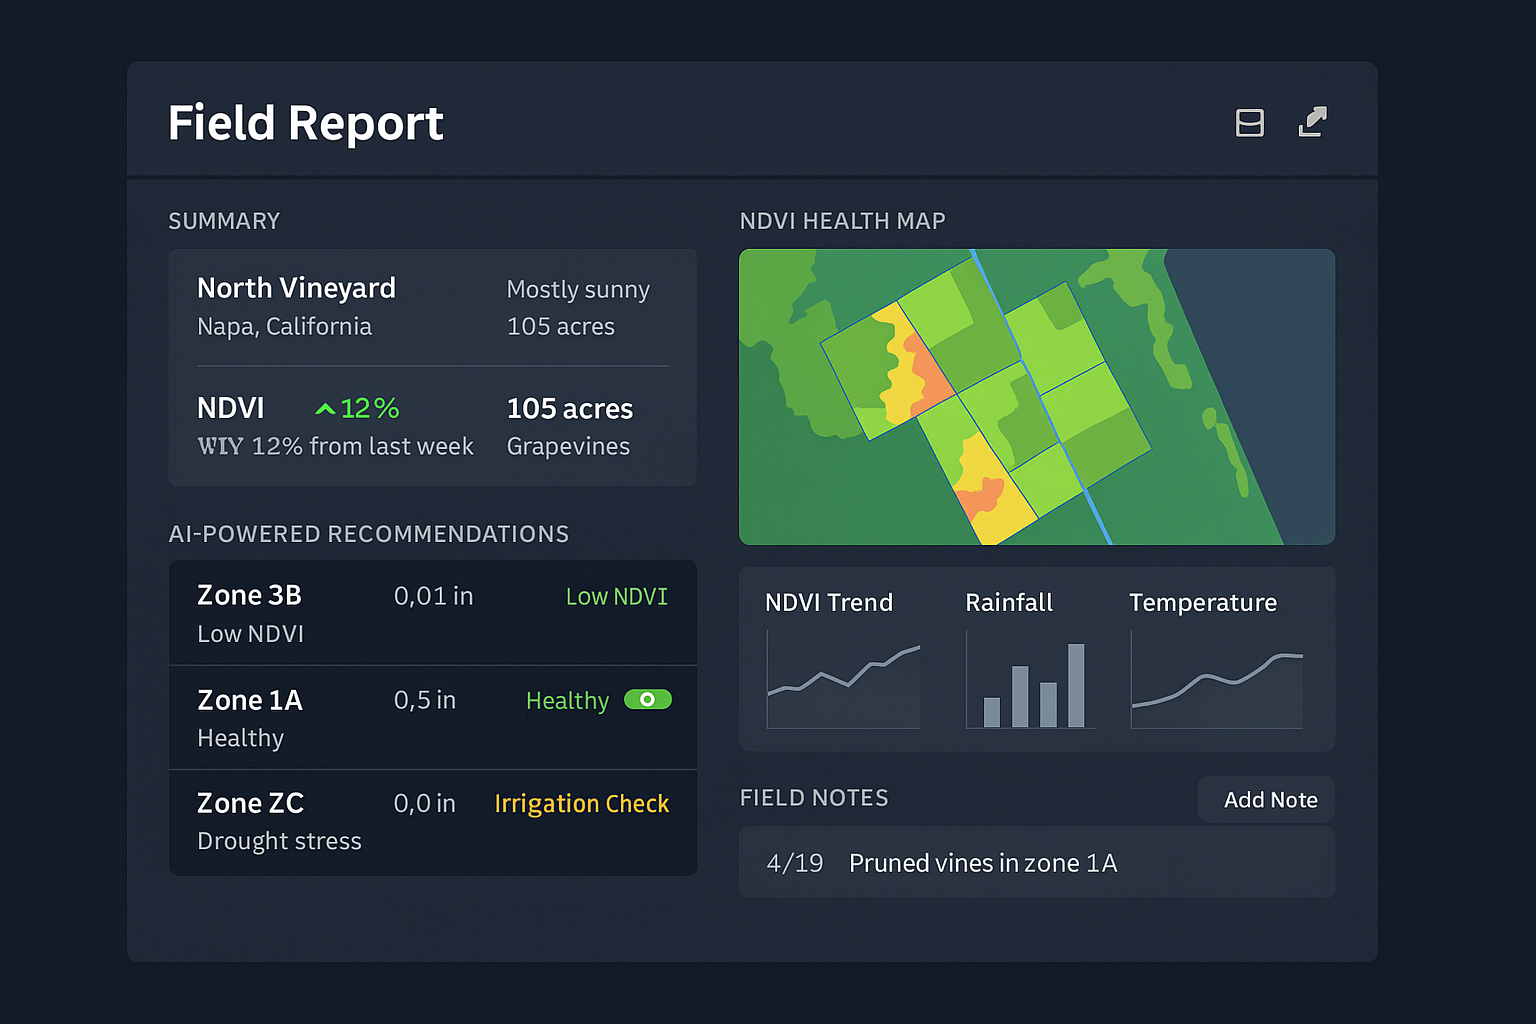 Field Report
SUMMARY
North Vineyard
Mostly sunny
Napa, California
105 acres
NDVI
12%
105 acres
WIY 12% from last week
Grapevines
AI-POWERED RECOMMENDATIONS
Zone 3B
0,01 in
Low NDVI
Low NDVI
Zone 1A
0,5 in
Healthy
Healthy
Zone ZC
0,0 in
Irrigation Check
Drought stress
NDVI HEALTH MAP
NDVI Trend
Rainfall
Temperature
FIELD NOTES
Add Note
4/19 Pruned vines in zone 1A